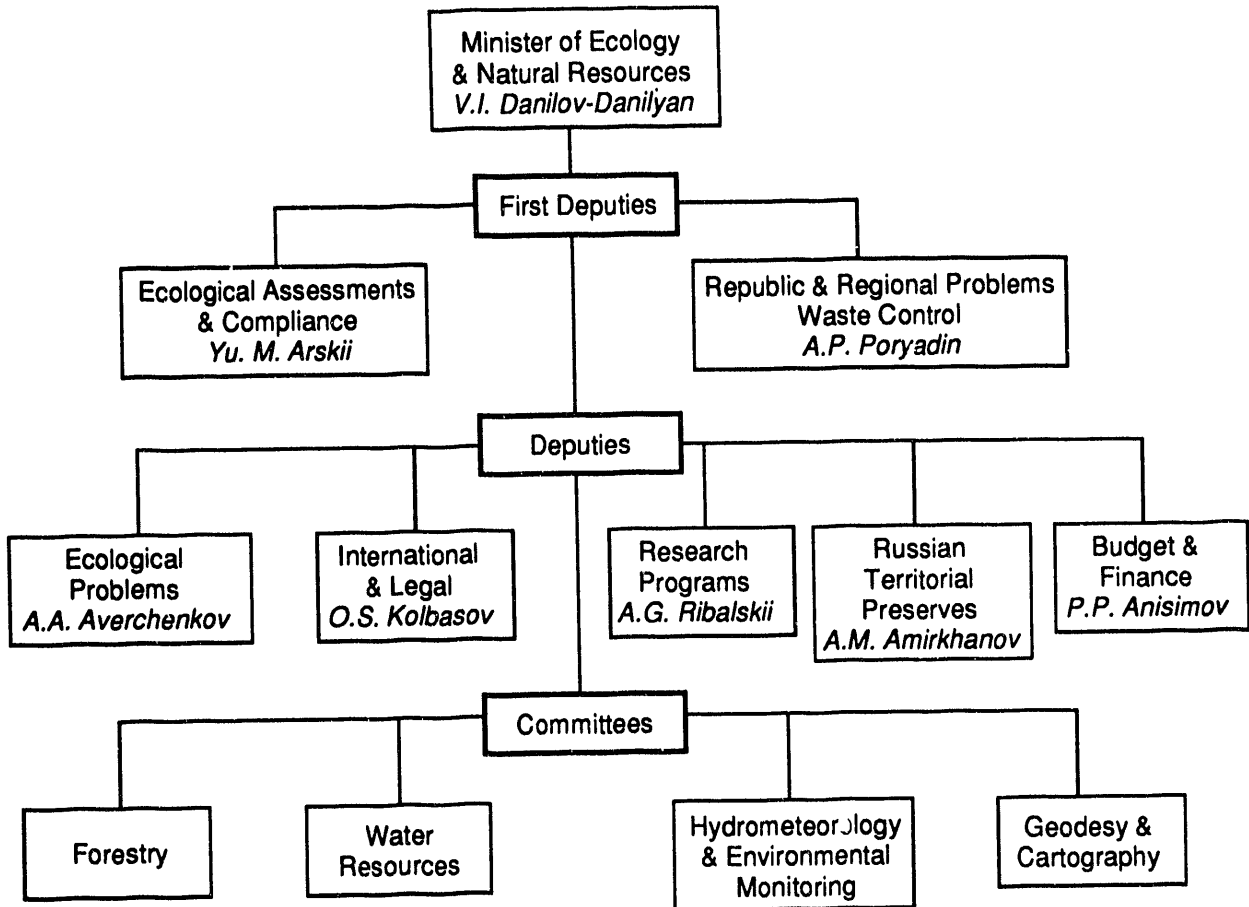 Minister of Ecology
& Natural Resources
V.I. Danilov-Danilyan
First Deputies
Ecological Assessments
& Compliance
Yu. M. Arskii
Republic & Regional Problems
Waste Control
A.P. Poryadin
Deputies
Ecological
Problems
A.A. Averchenkov
International
& Legal
O.S. Kolbasov
Research
Programs
A.G. Ribalskii
Russian
Territorial
Preserves
A.M. Amirkhanov
Budget &
Finance
P.P. Anisimov
Committees
Forestry
Water
Resources
Hydrometeorology
& Environmental
Monitoring
Geodesy &
Cartography